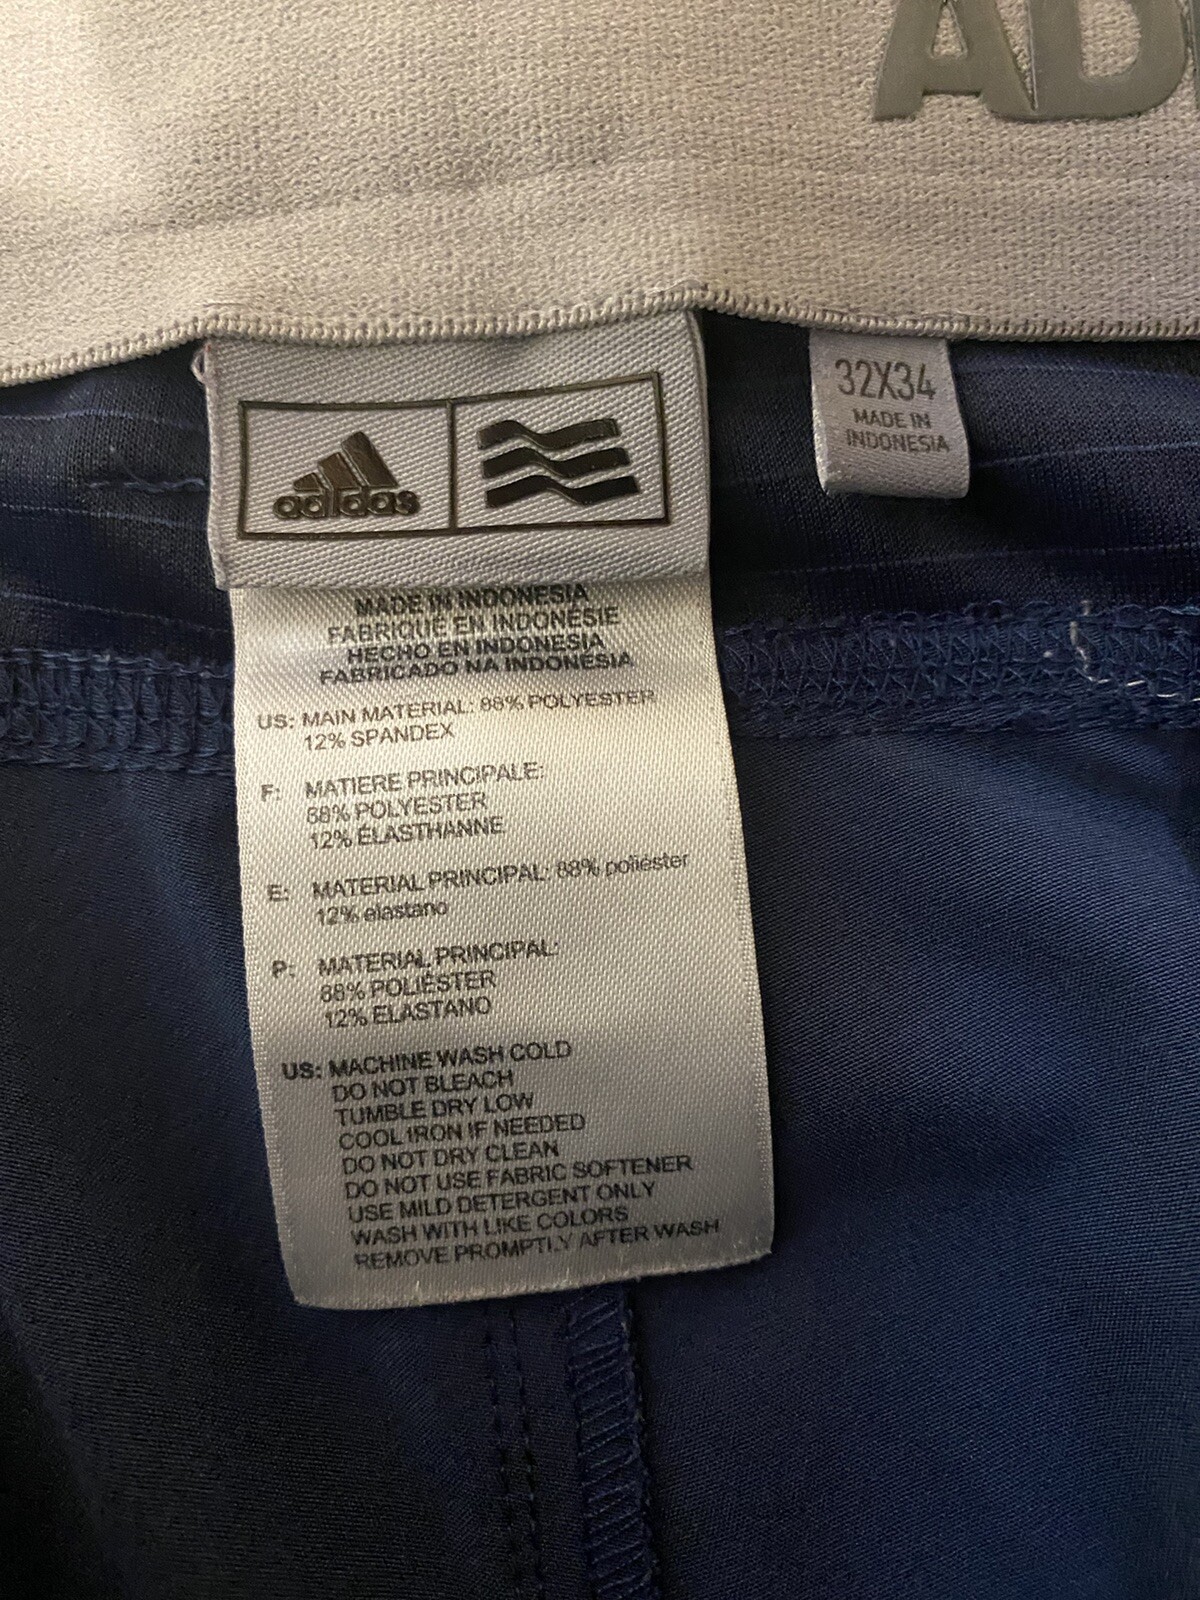 AD
32X34
MADE IN
INDONESIA
adidas
MADE IN INDONESIA
FABRIQUÉ EN INDONÉSIE
HECHO EN INDONESIA
FABRICADO NA INDONÉSIA
US: MAIN MATERIAL: 88% POLYESTER
12% SPANDEX
F: MATIERE PRINCIPALE:
88% POLYESTER
12% ÉLASTHANNE
E: MATERIAL PRINCIPAL: 88% poliéster
12% elastano
P: MATERIAL PRINCIPAL:
88% POLIÉSTER
12% ELASTANO
US: MACHINE WASH COLD
DO NOT BLEACH
TUMBLE DRY LOW
COOL IRON IF NEEDED
DO NOT DRY CLEAN
DO NOT USE FABRIC SOFTENER
USE MILD DETERGENT ONLY
WASH WITH LIKE COLORS
REMOVE PROMPTLY AFTER WASH